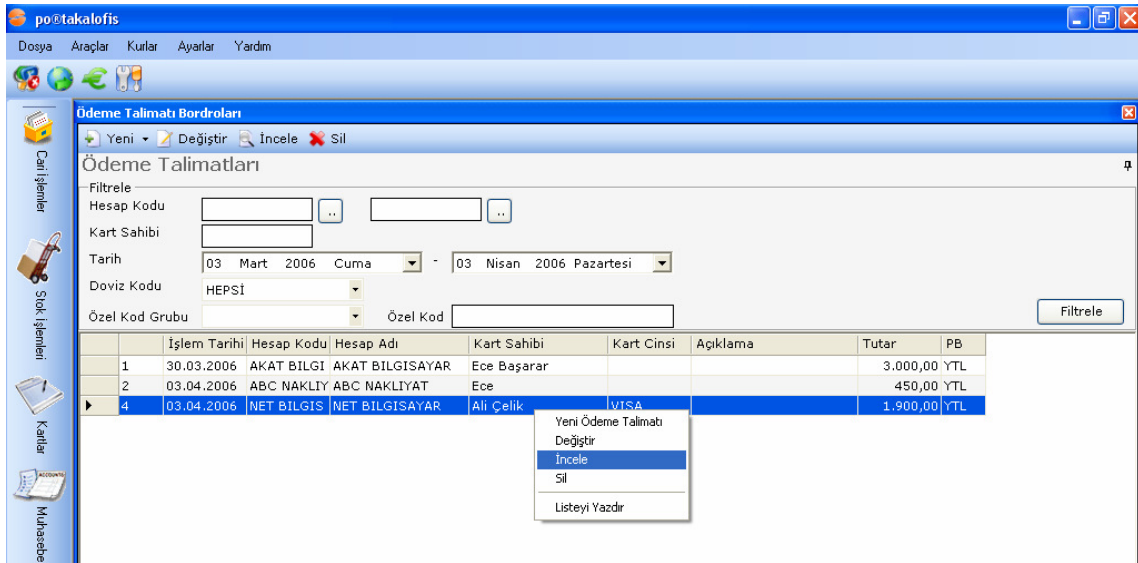 po®takalofis
Dosya Araçlar Kurlar Ayarlar Yardım
Ödeme Talimatı Bordroları
Yeni Değiştir İncele Sil
Ödeme Talimatları
Filtrele
Hesap Kodu .. ..
Kart Sahibi
Tarih 03 Mart 2006 Cuma - 03 Nisan 2006 Pazartesi
Doviz Kodu HEPSİ
Özel Kod Grubu Özel Kod Filtrele
İşlem Tarihi Hesap Kodu Hesap Adı Kart Sahibi Kart Cinsi Açıklama Tutar PB
1 30.03.2006 AKAT BILGI AKAT BILGISAYAR Ece Başarar 3.000,00 YTL
2 03.04.2006 ABC NAKLIY ABC NAKLIYAT Ece 450,00 YTL
4 03.04.2006 NET BILGIS NET BILGISAYAR Ali Çelik VISA 1.900,00 YTL
Yeni Ödeme Talimatı
Değiştir
İncele
Sil
Listeyi Yazdır
Cari İşlemler
Stok İşlemleri
Kartlar
ACCOUNTS
Muhasebe